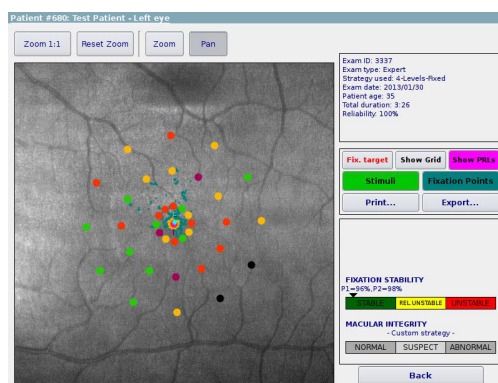 Patient #680: Test Patient - Left eye
Zoom 1:1
Reset Zoom
Zoom
Pan
Exam ID: 3337
Exam type: Expert
Strategy used: 4-Levels-Fixed
Exam date: 2013/01/30
Patient age: 35
Total duration: 3:26
Reliability: 100%
Fix. target
Show Grid
Show PRLs
Stimuli
Fixation Points
Print...
Export...
FIXATION STABILITY
P1=96%,P2=98%
STABLE
REL.UNSTABLE
UNSTABLE
MACULAR INTEGRITY
- Custom strategy -
NORMAL
SUSPECT
ABNORMAL
Back